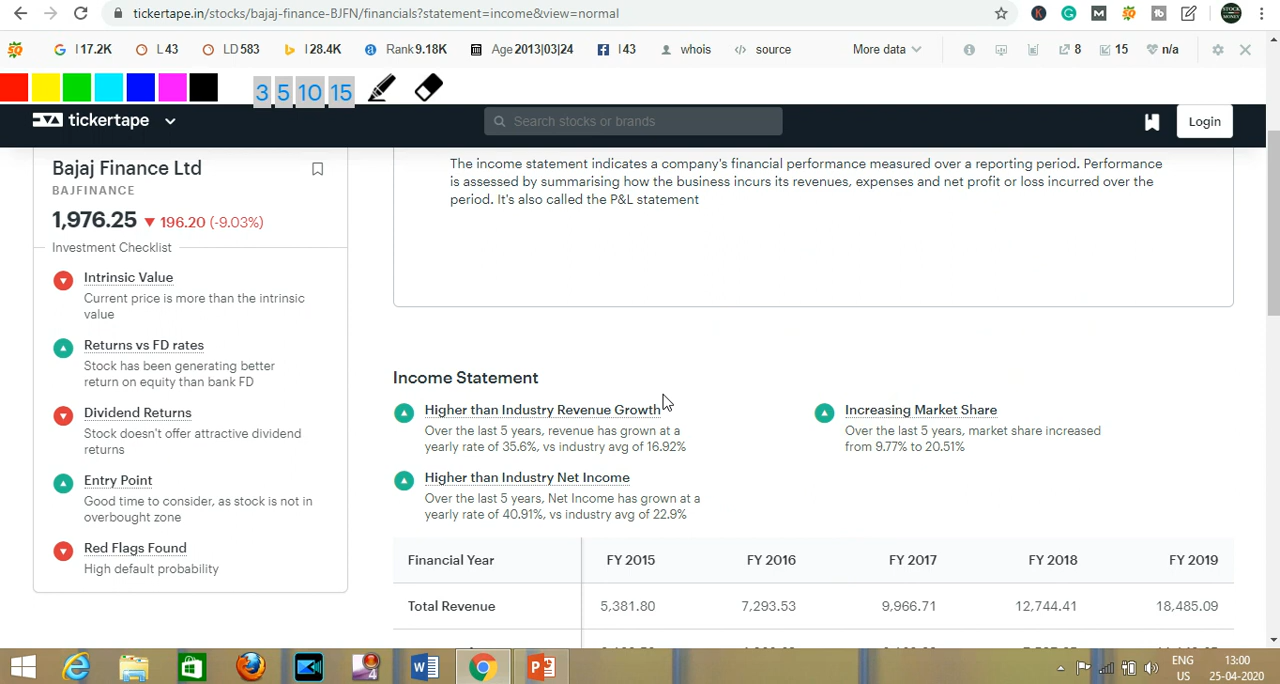 tickertape.in/stocks/bajaj-finance-BJFN/financials?statement=income&view=normal
I 17.2K L 43 LD 583 I 28.4K Rank 9.18K Age 2013|03|24 I 43 whois source More data 8 15 n/a
3 5 10 15
tickertape Search stocks or brands Login
Bajaj Finance Ltd
BAJFINANCE
1,976.25 ▼ 196.20 (-9.03%)
Investment Checklist
Intrinsic Value
Current price is more than the intrinsic
value
Returns vs FD rates
Stock has been generating better
return on equity than bank FD
Dividend Returns
Stock doesn't offer attractive dividend
returns
Entry Point
Good time to consider, as stock is not in
overbought zone
Red Flags Found
High default probability
The income statement indicates a company's financial performance measured over a reporting period. Performance
is assessed by summarising how the business incurs its revenues, expenses and net profit or loss incurred over the
period. It's also called the P&L statement
Income Statement
Higher than Industry Revenue Growth
Over the last 5 years, revenue has grown at a
yearly rate of 35.6%, vs industry avg of 16.92%
Increasing Market Share
Over the last 5 years, market share increased
from 9.77% to 20.51%
Higher than Industry Net Income
Over the last 5 years, Net Income has grown at a
yearly rate of 40.91%, vs industry avg of 22.9%
Financial Year FY 2015 FY 2016 FY 2017 FY 2018 FY 2019
Total Revenue 5,381.80 7,293.53 9,966.71 12,744.41 18,485.09
ENG 13:00
US 25-04-2020